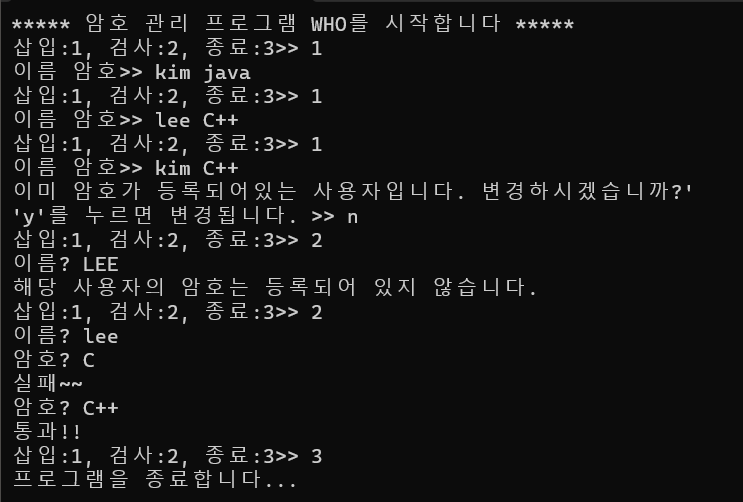 ***** 암호 관리 프로그램 WHO를 시작합니다 *****
삽입:1, 검사:2, 종료:3>> 1
이름 암호>> kim java
삽입:1, 검사:2, 종료:3>> 1
이름 암호>> lee C++
삽입:1, 검사:2, 종료:3>> 1
이름 암호>> kim C++
이미 암호가 등록되어있는 사용자입니다. 변경하시겠습니까?'
'y'를 누르면 변경됩니다. >> n
삽입:1, 검사:2, 종료:3>> 2
이름? LEE
해당 사용자의 암호는 등록되어 있지 않습니다.
삽입:1, 검사:2, 종료:3>> 2
이름? lee
암호? C
실패~~
암호? C++
통과!!
삽입:1, 검사:2, 종료:3>> 3
프로그램을 종료합니다...